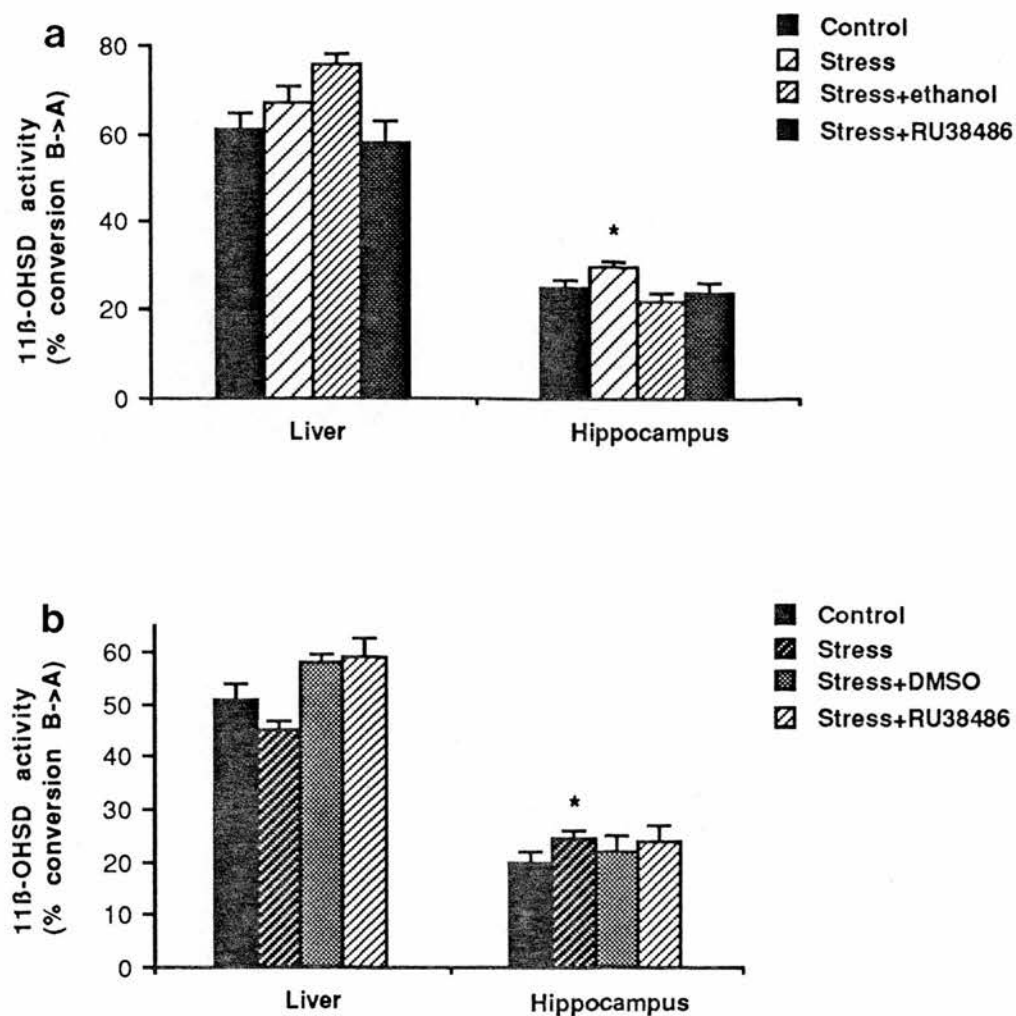 a
Control
Stress
Stress+ethanol
Stress+RU38486
11ß-OHSD activity
(% conversion B->A)
80
60
40
20
0
*
Liver
Hippocampus
b
Control
Stress
Stress+DMSO
Stress+RU38486
11ß-OHSD activity
(% conversion B->A)
60
50
40
30
20
10
0
*
Liver
Hippocampus